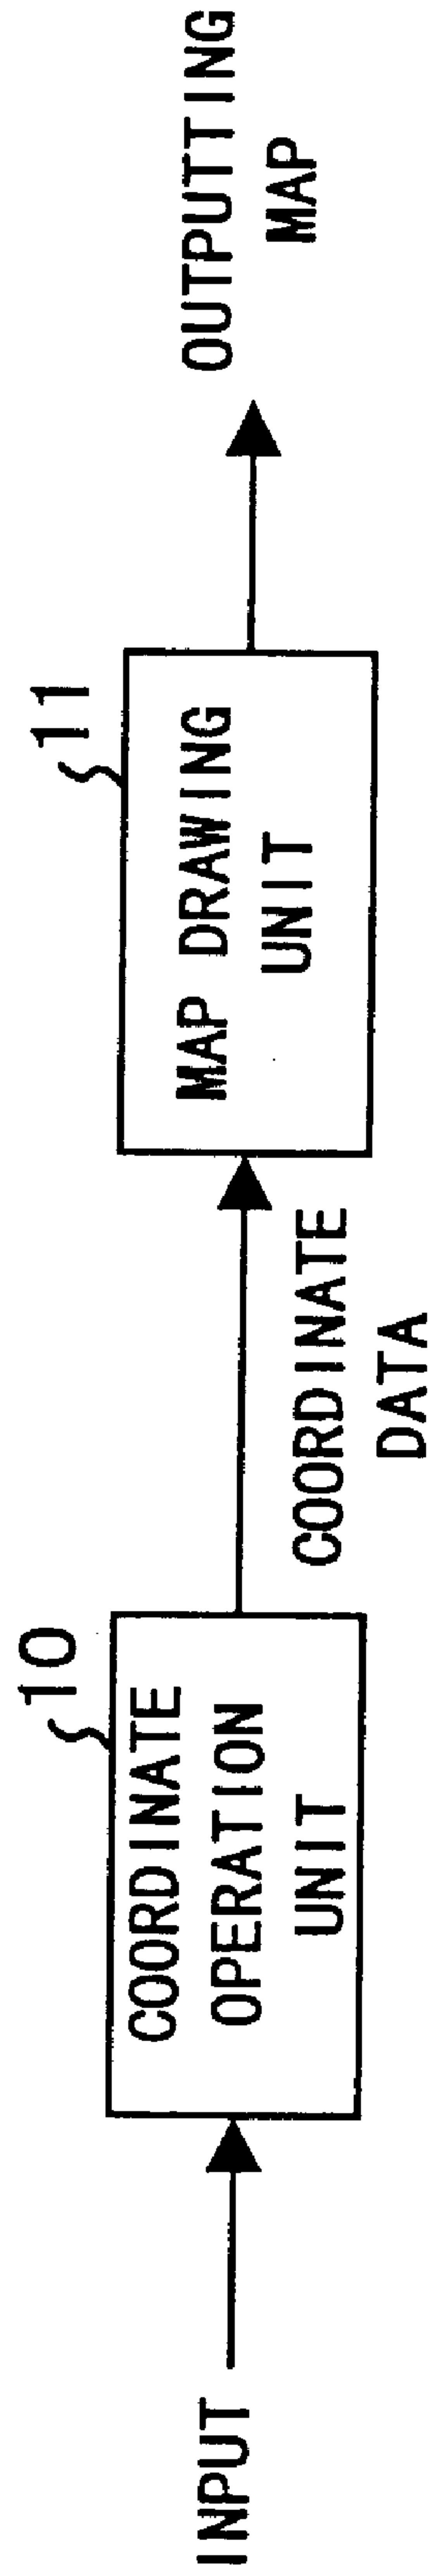 INPUT
10
COORDINATE
OPERATION
UNIT
COORDINATE
DATA
11
MAP DRAWING
UNIT
OUTPUTTING
MAP